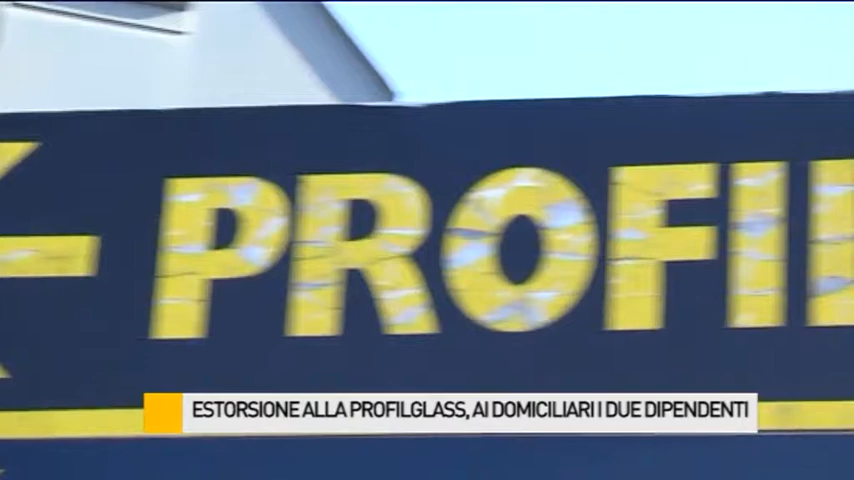 PROFI
ESTORSIONE ALLA PROFILGLASS, AI DOMICILIARI I DUE DIPENDENTI